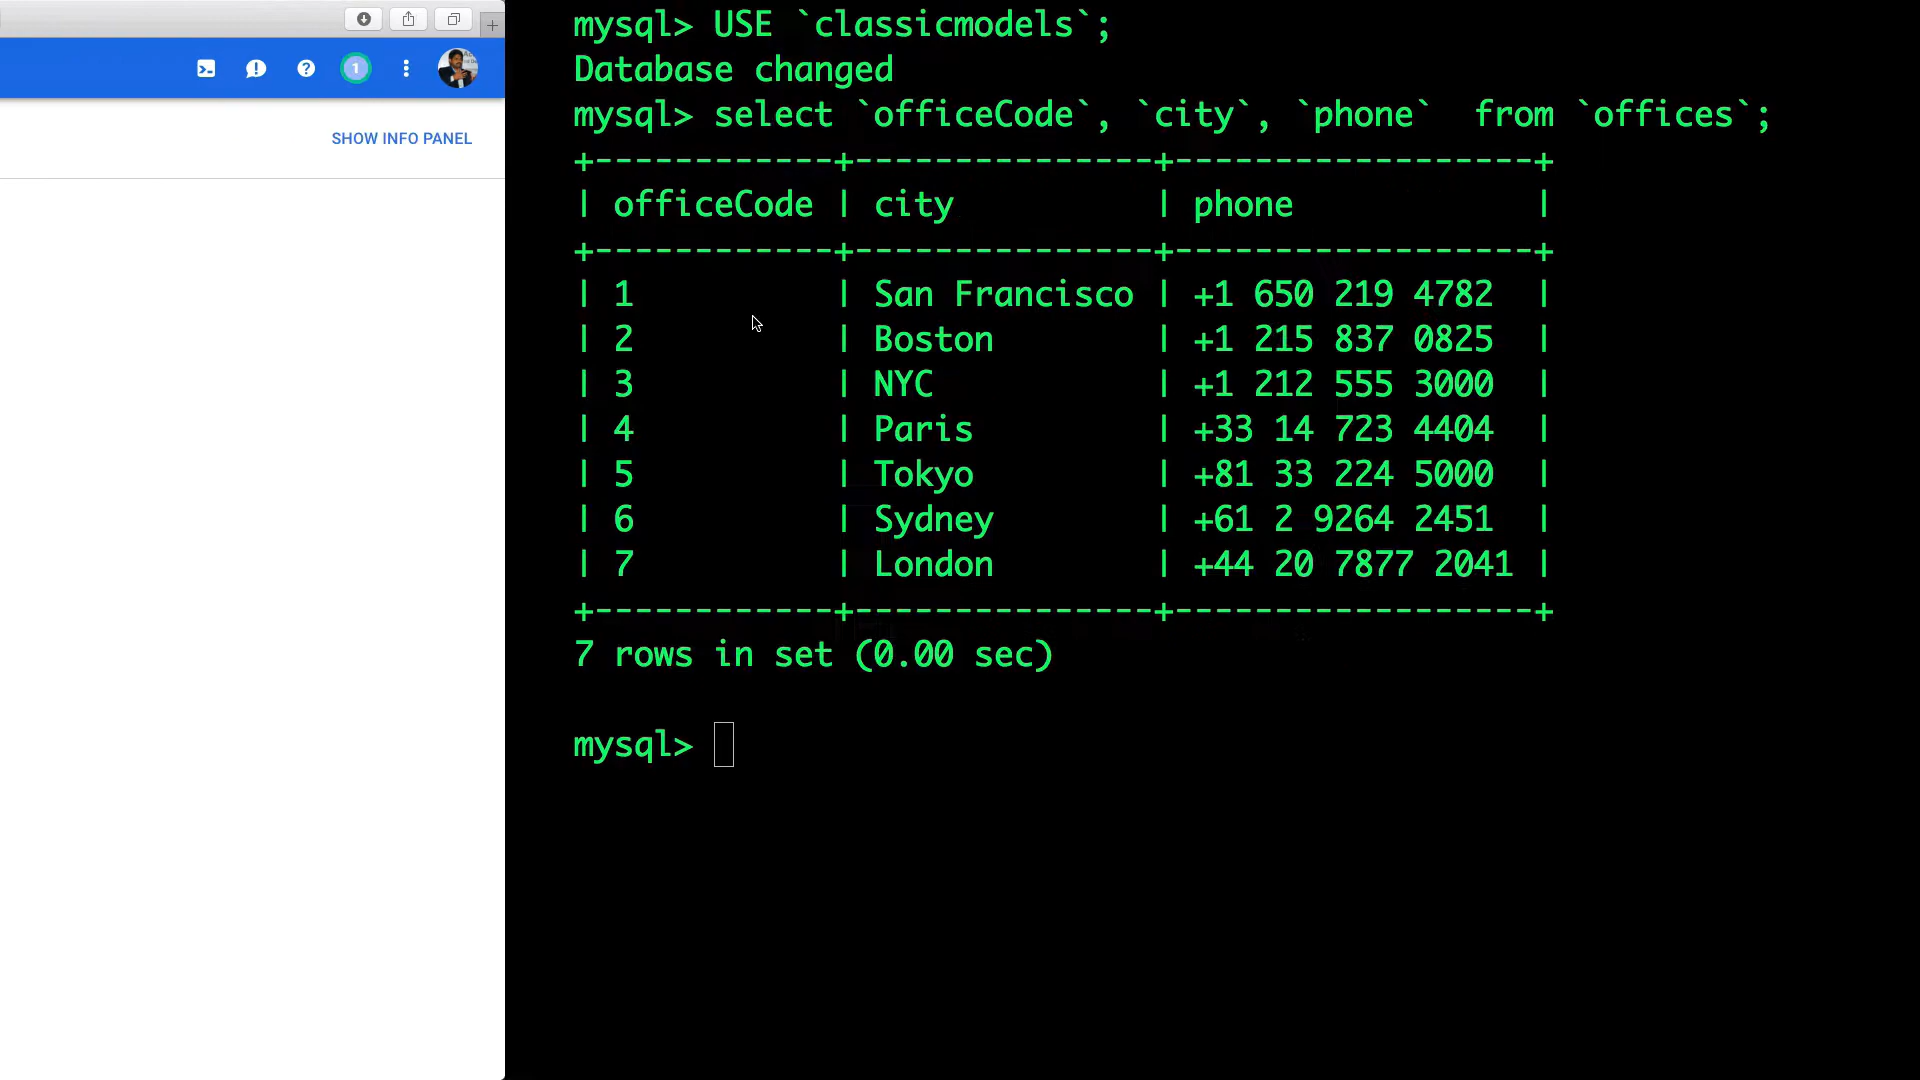 1
SHOW INFO PANEL
mysql> USE `classicmodels`;
Database changed
mysql> select `officeCode`, `city`, `phone`  from `offices`;
+------------+---------------+------------------+
| officeCode | city          | phone            |
+------------+---------------+------------------+
| 1          | San Francisco | +1 650 219 4782  |
| 2          | Boston        | +1 215 837 0825  |
| 3          | NYC           | +1 212 555 3000  |
| 4          | Paris         | +33 14 723 4404  |
| 5          | Tokyo         | +81 33 224 5000  |
| 6          | Sydney        | +61 2 9264 2451  |
| 7          | London        | +44 20 7877 2041 |
+------------+---------------+------------------+
7 rows in set (0.00 sec)
mysql>